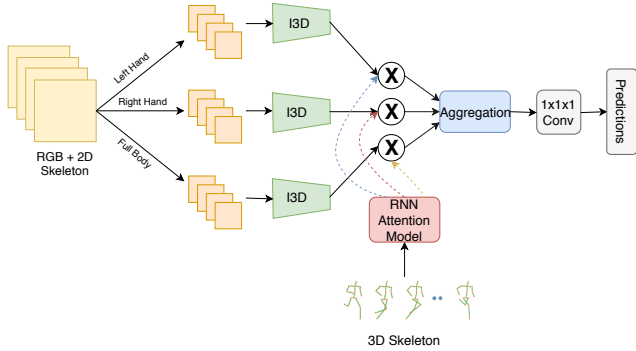 Left Hand
Right Hand
Full Body
RGB + 2D
Skeleton
I3D
I3D
I3D
X
X
X
Aggregation
1x1x1
Conv
Predictions
RNN
Attention
Model
3D Skeleton